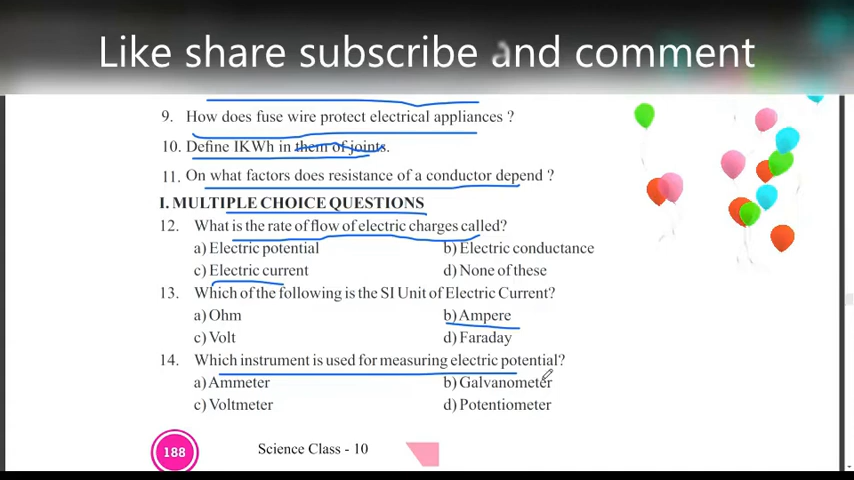 Like share subscribe and comment
9. How does fuse wire protect electrical appliances ?
10. Define IKWh in them of joints.
11. On what factors does resistance of a conductor depend ?
I. MULTIPLE CHOICE QUESTIONS
12. What is the rate of flow of electric charges called?
a) Electric potential b) Electric conductance
c) Electric current d) None of these
13. Which of the following is the SI Unit of Electric Current?
a) Ohm b) Ampere
c) Volt d) Faraday
14. Which instrument is used for measuring electric potential?
a) Ammeter b) Galvanometer
c) Voltmeter d) Potentiometer
188 Science Class - 10